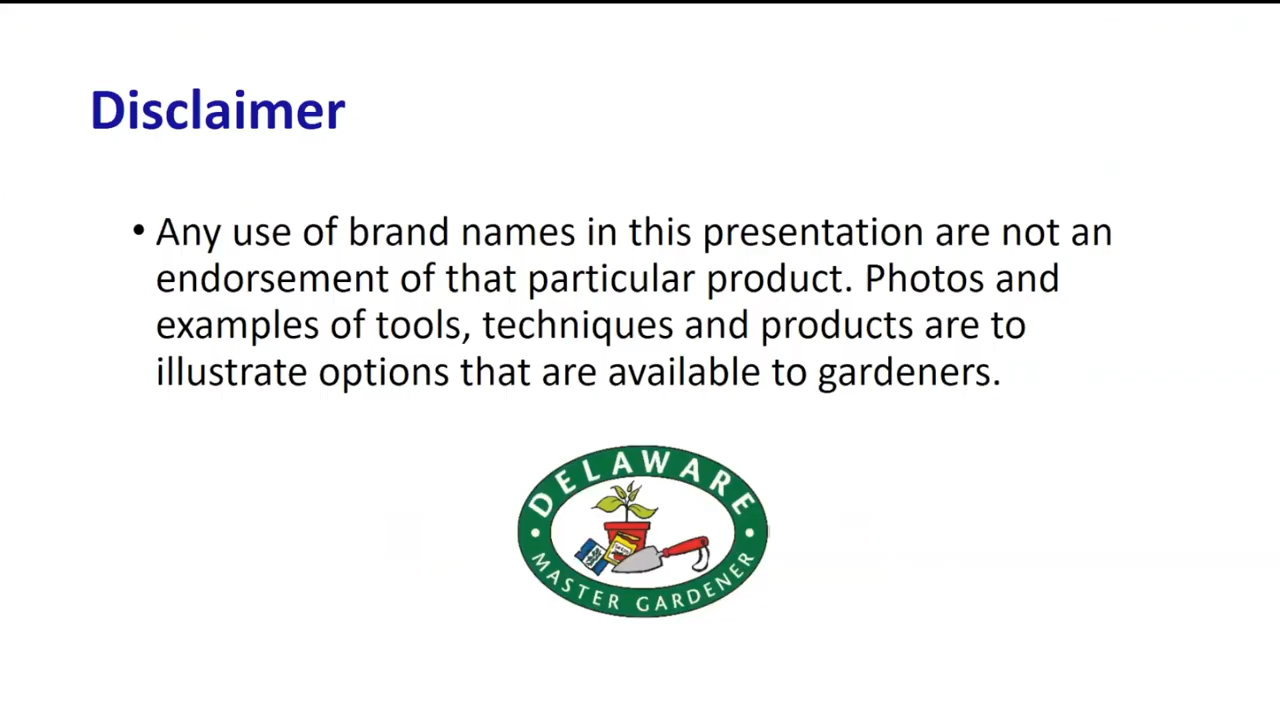 Disclaimer
• Any use of brand names in this presentation are not an
endorsement of that particular product. Photos and
examples of tools, techniques and products are to
illustrate options that are available to gardeners.
DELAWARE
MASTER GARDENER